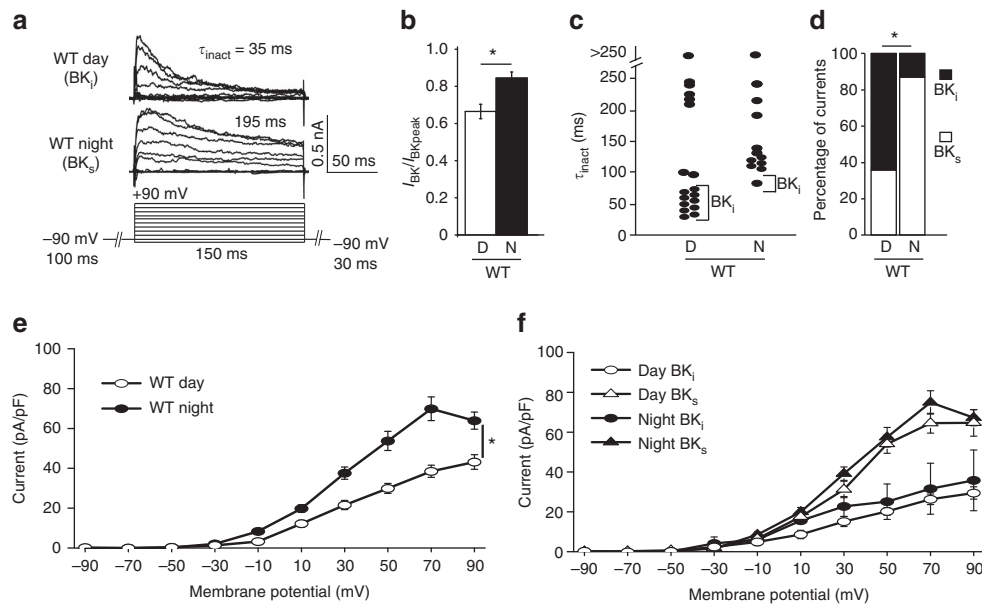 a
WT day
(BKi)
τinact = 35 ms
WT night
(BKs)
195 ms
0.5 nA
50 ms
+90 mV
–90 mV
100 ms
150 ms
–90 mV
30 ms
b
IBK/IBKpeak
1.0
0.8
0.6
0.4
0.2
0.0
*
D N
WT
c
τinact (ms)
>250
250
200
150
100
50
0
BKi
BKi
D N
WT
d
Percentage of currents
100
80
60
40
20
0
*
BKi
BKs
D N
WT
e
Current (pA/pF)
100
80
60
40
20
0
WT day
WT night
*
–90 –70 –50 –30 –10 10 30 50 70 90
Membrane potential (mV)
f
Current (pA/pF)
100
80
60
40
20
0
Day BKi
Day BKs
Night BKi
Night BKs
–90 –70 –50 –30 –10 10 30 50 70 90
Membrane potential (mV)